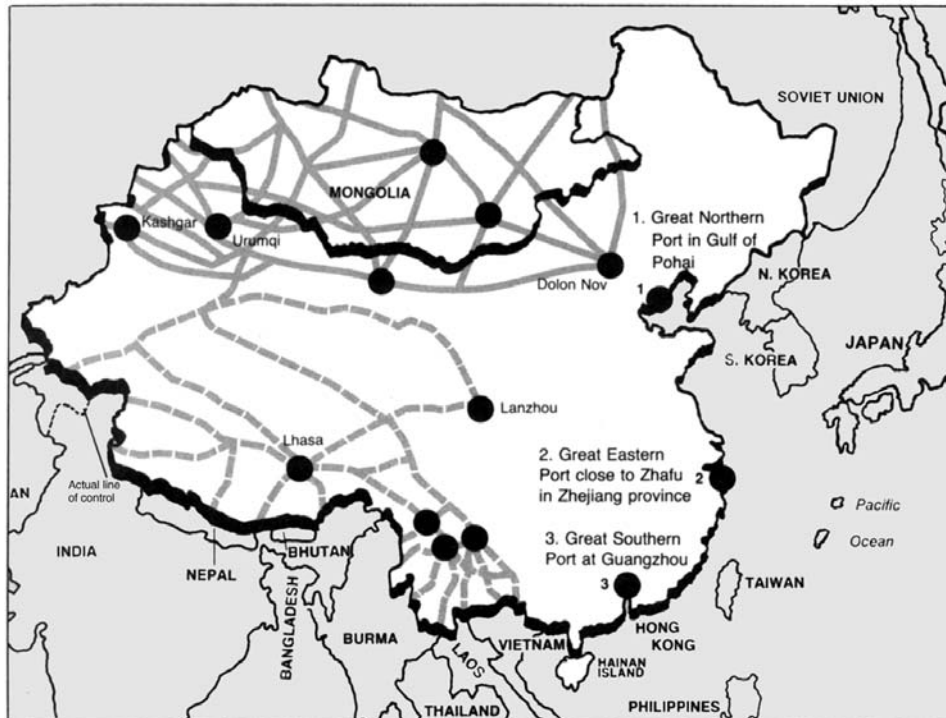 SOVIET UNION
MONGOLIA
Kashgar
Urumqi
1. Great Northern
Port in Gulf of
Pohai
Dolon Nov
1
N. KOREA
S. KOREA
JAPAN
Lanzhou
Lhasa
2. Great Eastern
Port close to Zhafu
in Zhejiang province
2
Actual line
of control
AN
Pacific
Ocean
3. Great Southern
Port at Guangzhou
3
INDIA
NEPAL
BHUTAN
BANGLADESH
BURMA
LAOS
VIETNAM
HONG
KONG
TAIWAN
HAINAN
ISLAND
THAILAND
PHILIPPINES